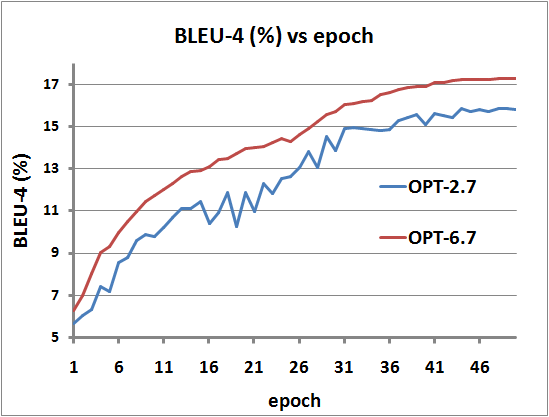 BLEU-4 (%) vs epoch
17
15
13
11
9
7
5
BLEU-4 (%)
OPT-2.7
OPT-6.7
1 6 11 16 21 26 31 36 41 46
epoch